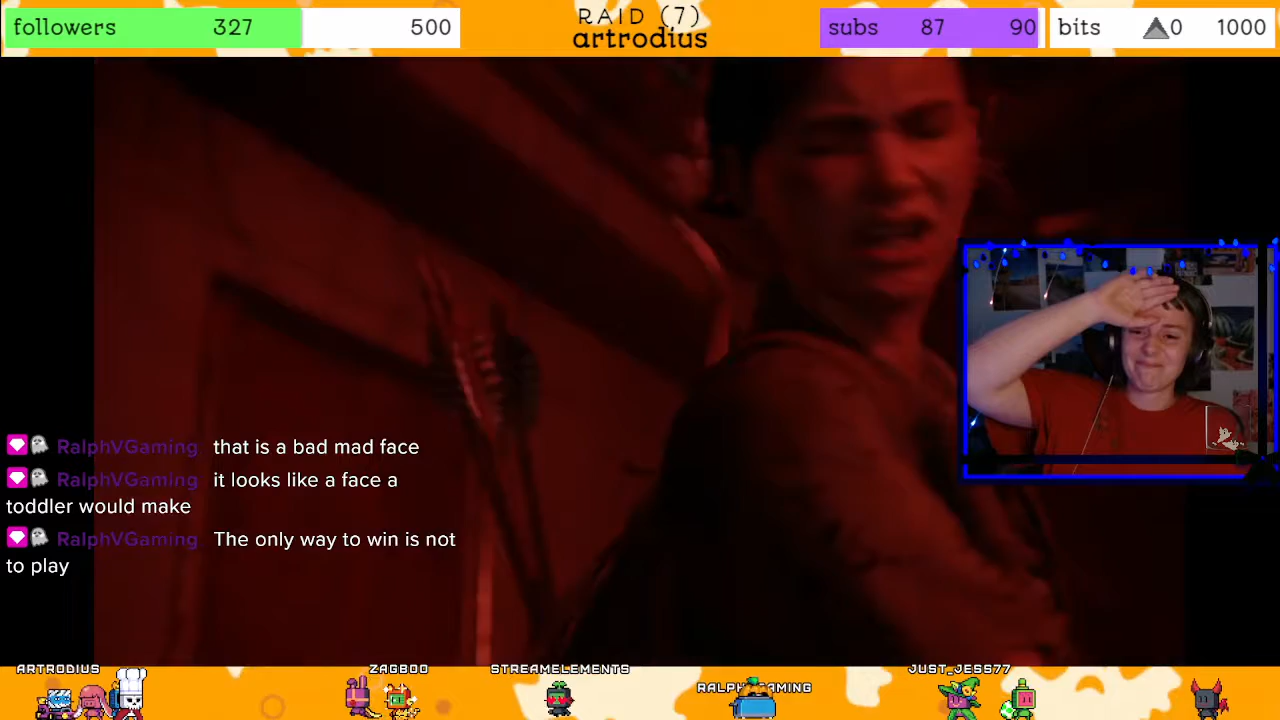 followers 327 500
RAID (7)
artrodius
subs 87 90
bits 0 1000
RalphVGaming that is a bad mad face
RalphVGaming it looks like a face a
toddler would make
RalphVGaming The only way to win is not
to play
ARTRODIUS ZAGBOO STREAMELEMENTS JUST_JESS77